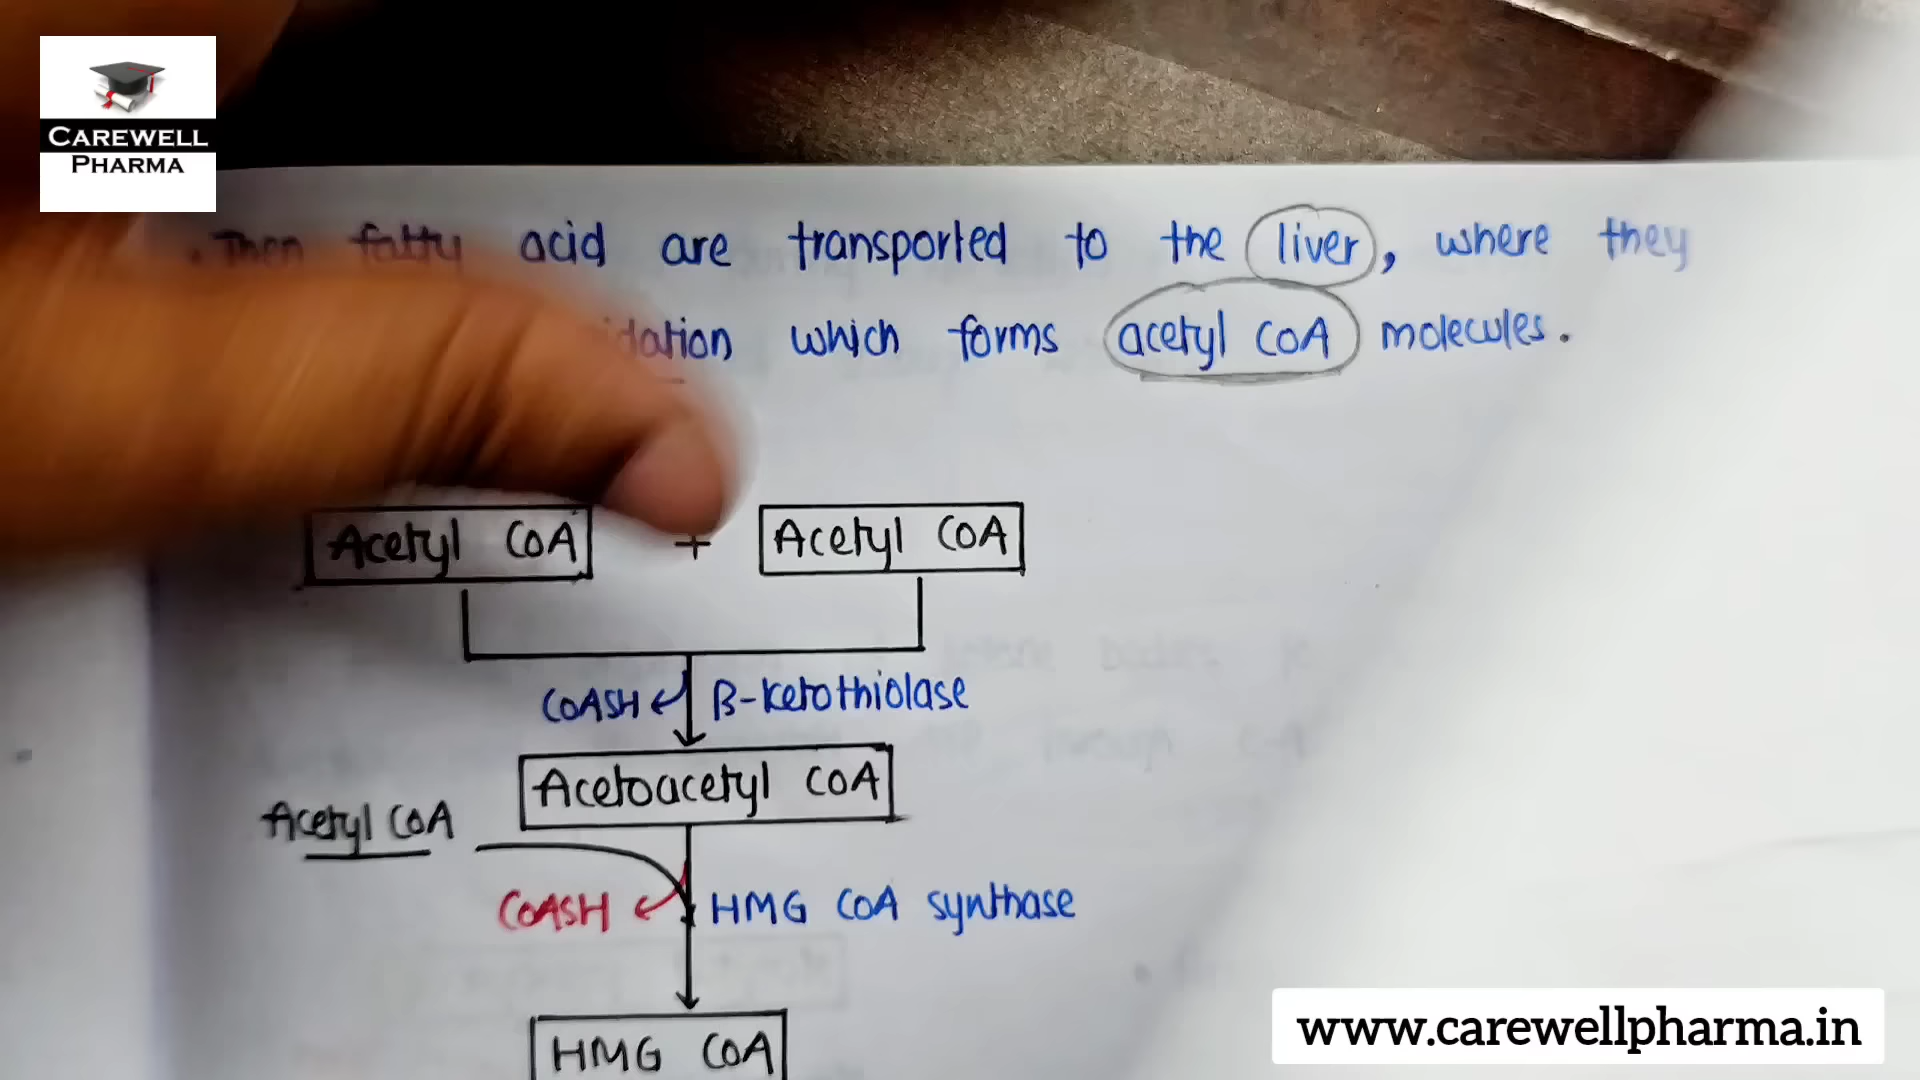 CAREWELL
PHARMA
Then fatty acid are transported to the liver, where they
idation which forms acetyl CoA molecules.
Acetyl CoA + Acetyl CoA
CoASH β-ketothiolase
Acetoacetyl CoA
Acetyl CoA
CoASH HMG CoA synthase
HMG CoA
www.carewellpharma.in